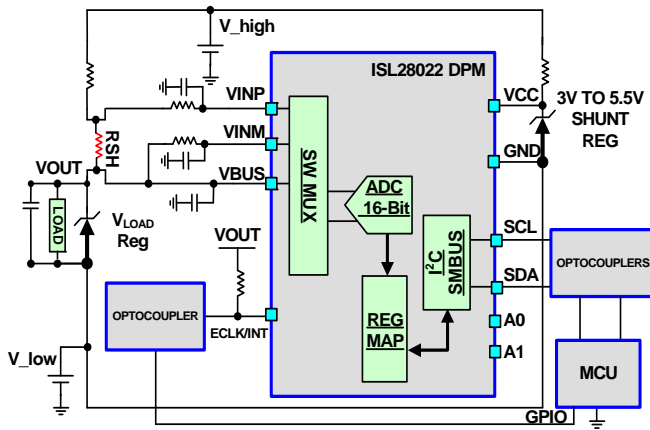 V_high
ISL28022 DPM
VINP
VCC
3V TO 5.5V
SHUNT
REG
RSH
VINM
VOUT
VBUS
GND
SW MUX
ADC
16-Bit
LOAD
VLOAD
Reg
VOUT
I2C
SMBUS
SCL
SDA
OPTOCOUPLERS
OPTOCOUPLER
ECLK/INT
REG
MAP
A0
A1
V_low
MCU
GPIO